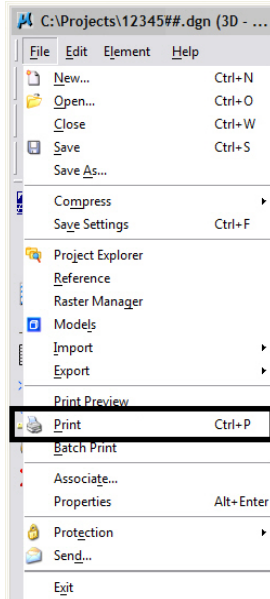 C:\Projects\12345##.dgn (3D - ...
File Edit Element Help
New... Ctrl+N
Open... Ctrl+O
Close Ctrl+W
Save Ctrl+S
Save As...
Compress
Save Settings Ctrl+F
Project Explorer
Reference
Raster Manager
Models
Import
Export
Print Preview
Print Ctrl+P
Batch Print
Associate...
Properties Alt+Enter
Protection
Send...
Exit